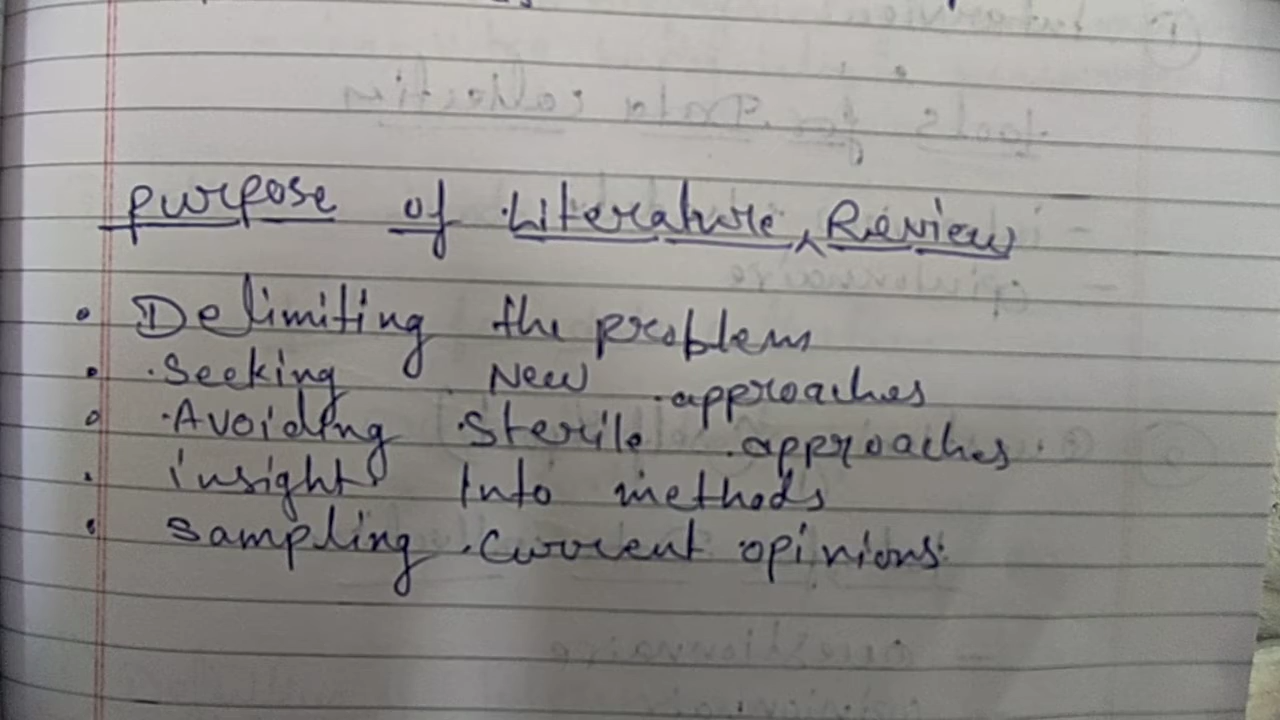 purpose of Literature ^ Review
• Delimiting the problem
• Seeking New approaches
• Avoiding sterile approaches.
• insight Into methods
• sampling current opinions.